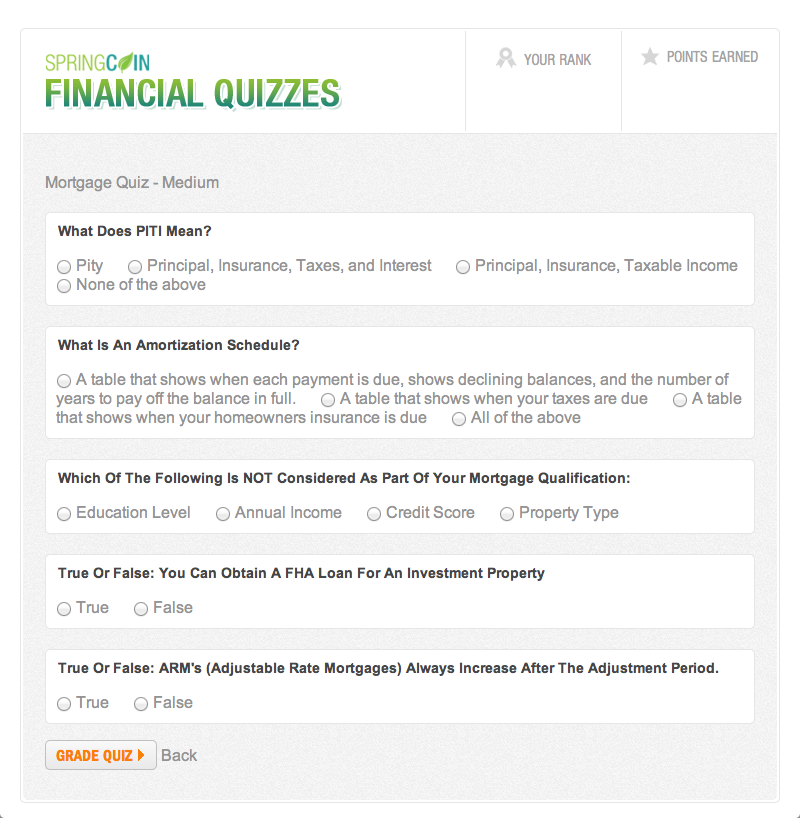 SPRINGCOIN
FINANCIAL QUIZZES
YOUR RANK
POINTS EARNED
Mortgage Quiz - Medium
What Does PITI Mean?
Pity Principal, Insurance, Taxes, and Interest Principal, Insurance, Taxable Income
None of the above
What Is An Amortization Schedule?
A table that shows when each payment is due, shows declining balances, and the number of
years to pay off the balance in full. A table that shows when your taxes are due A table
that shows when your homeowners insurance is due All of the above
Which Of The Following Is NOT Considered As Part Of Your Mortgage Qualification:
Education Level Annual Income Credit Score Property Type
True Or False: You Can Obtain A FHA Loan For An Investment Property
True False
True Or False: ARM's (Adjustable Rate Mortgages) Always Increase After The Adjustment Period.
True False
GRADE QUIZ Back